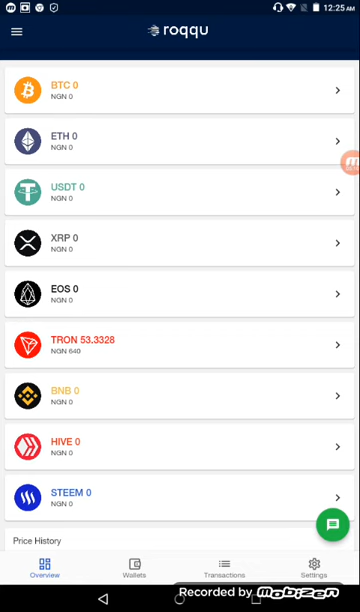 12:25 AM
roqqu
BTC 0
NGN 0
ETH 0
NGN 0
USDT 0
NGN 0
XRP 0
NGN 0
EOS 0
NGN 0
TRON 53.3328
NGN 640
BNB 0
NGN 0
HIVE 0
NGN 0
STEEM 0
NGN 0
Price History
Overview
Wallets
Transactions
Settings
Recorded by MOBIZEN